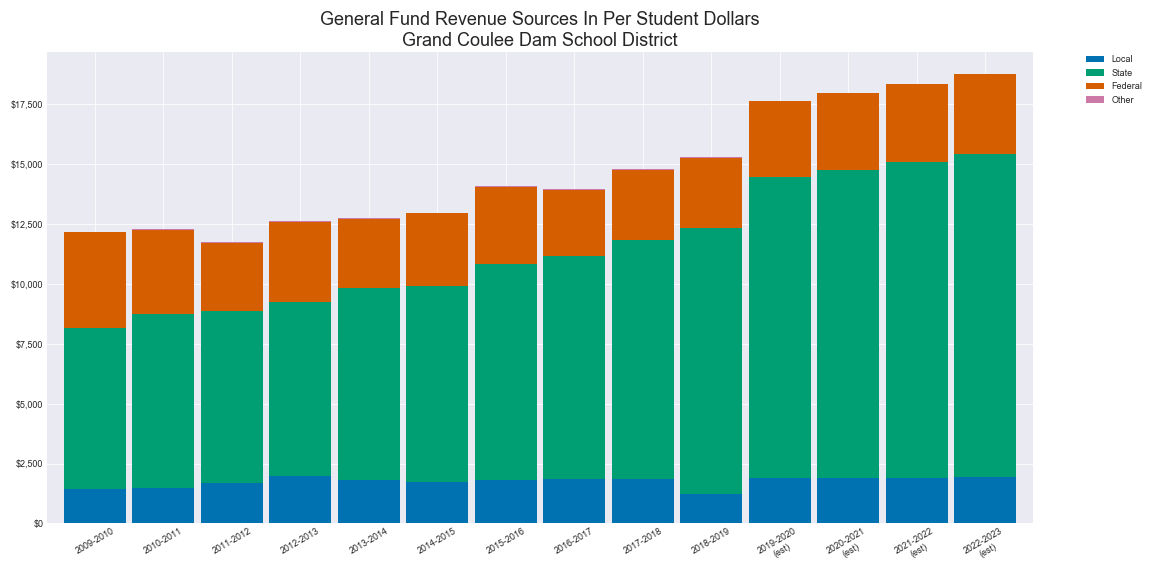 General Fund Revenue Sources In Per Student Dollars
Grand Coulee Dam School District
Local
State
Federal
Other
$17,500
$15,000
$12,500
$10,000
$7,500
$5,000
$2,500
$0
2009-2010
2010-2011
2011-2012
2012-2013
2013-2014
2014-2015
2015-2016
2016-2017
2017-2018
2018-2019
2019-2020
(est)
2020-2021
(est)
2021-2022
(est)
2022-2023
(est)